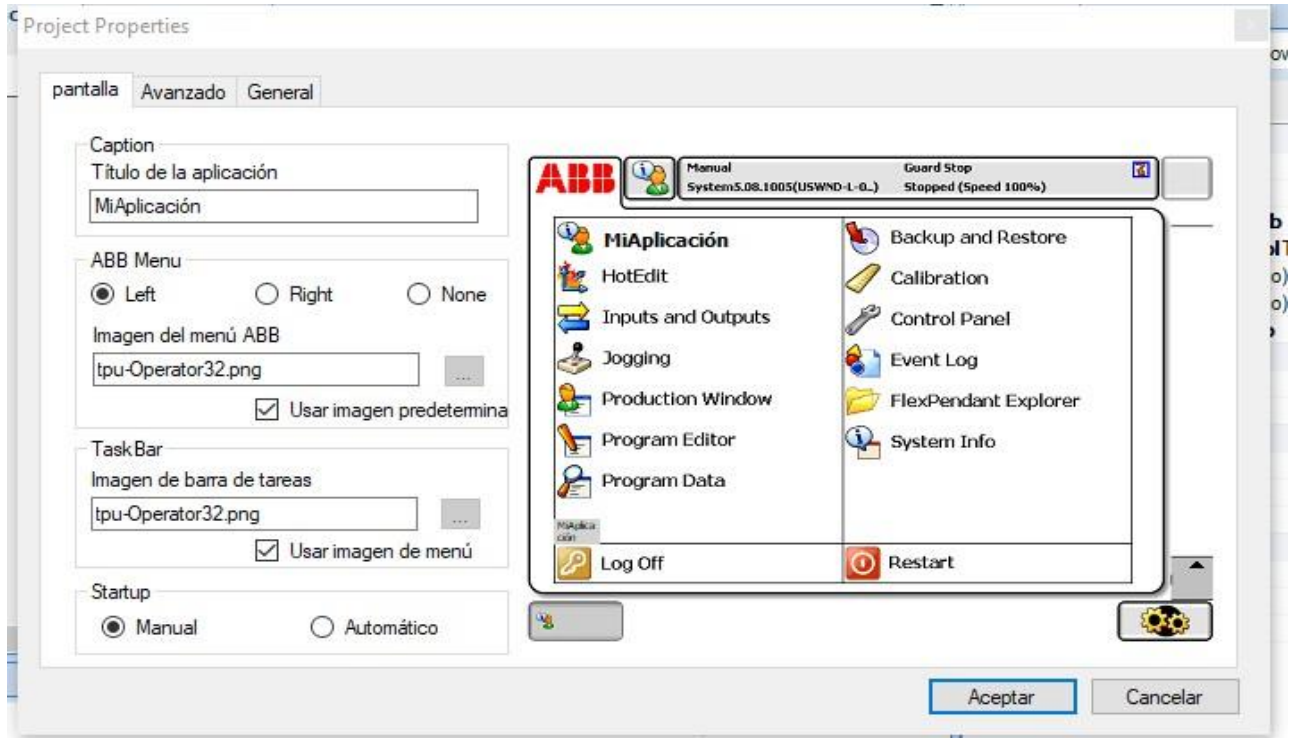 Project Properties
pantalla
Avanzado
General
Caption
Título de la aplicación
MiAplicación
ABB Menu
Left
Right
None
Imagen del menú ABB
tpu-Operator32.png
...
Usar imagen predetermina
TaskBar
Imagen de barra de tareas
tpu-Operator32.png
...
Usar imagen de menú
Startup
Manual
Automático
ABB
Manual
Guard Stop
System5.08.1005(USWND-L-0..)
Stopped (Speed 100%)
MiAplicación
HotEdit
Inputs and Outputs
Jogging
Production Window
Program Editor
Program Data
MiAplica
ción
Log Off
Backup and Restore
Calibration
Control Panel
Event Log
FlexPendant Explorer
System Info
Restart
Aceptar
Cancelar